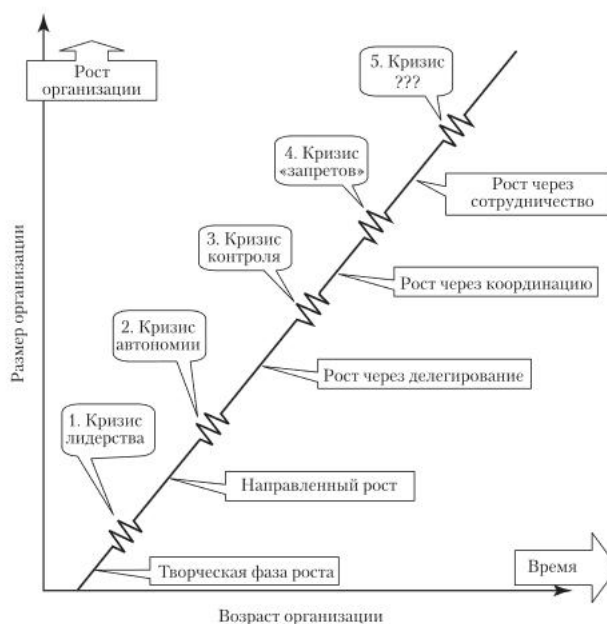 Рост
организации
5. Кризис
???
4. Кризис
«запретов»
Рост через
сотрудничество
3. Кризис
контроля
Рост через координацию
Размер организации
2. Кризис
автономии
Рост через делегирование
1. Кризис
лидерства
Направленный рост
Творческая фаза роста
Время
Возраст организации